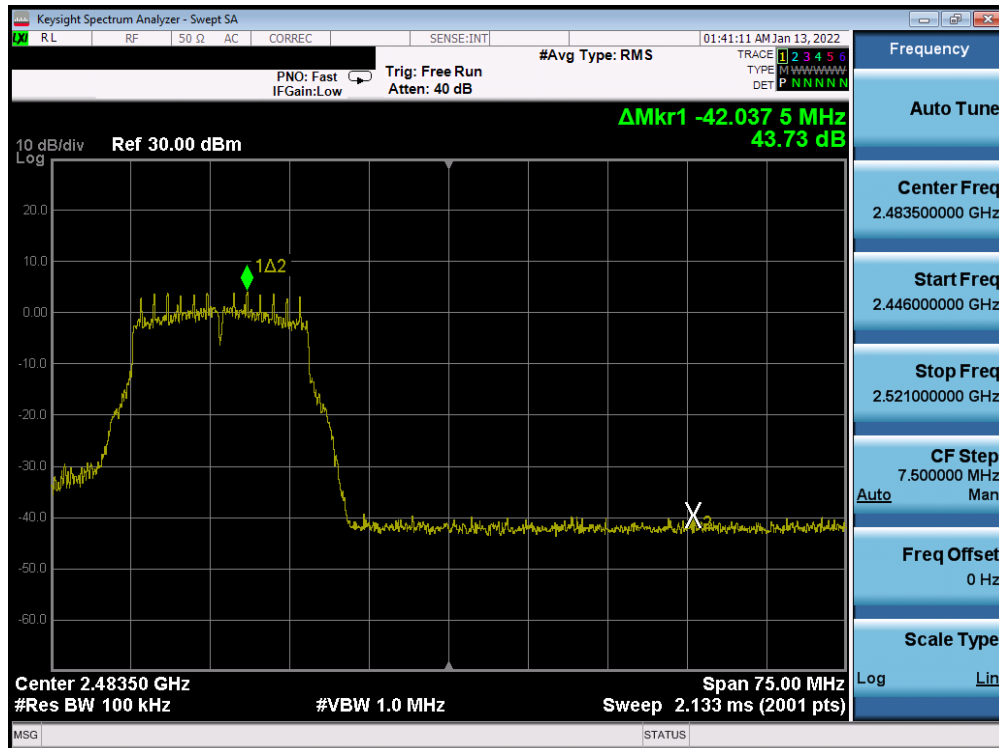 Keysight Spectrum Analyzer - Swept SA
LXI RL RF 50 Ω AC CORREC SENSE:INT 01:41:11 AM Jan 13, 2022
#Avg Type: RMS TRACE 1 2 3 4 5 6
PNO: Fast Trig: Free Run TYPE M WWWWW
IFGain:Low Atten: 40 dB DET P N N N N N
ΔMkr1 -42.037 5 MHz
43.73 dB
10 dB/div Ref 30.00 dBm
Log
20.0
10.0
1Δ2
0.00
-10.0
-20.0
-30.0
-40.0
X2
-50.0
-60.0
Center 2.48350 GHz Span 75.00 MHz
#Res BW 100 kHz #VBW 1.0 MHz Sweep 2.133 ms (2001 pts)
MSG STATUS
Frequency
Auto Tune
Center Freq
2.483500000 GHz
Start Freq
2.446000000 GHz
Stop Freq
2.521000000 GHz
CF Step
7.500000 MHz
Auto Man
Freq Offset
0 Hz
Scale Type
Log Lin